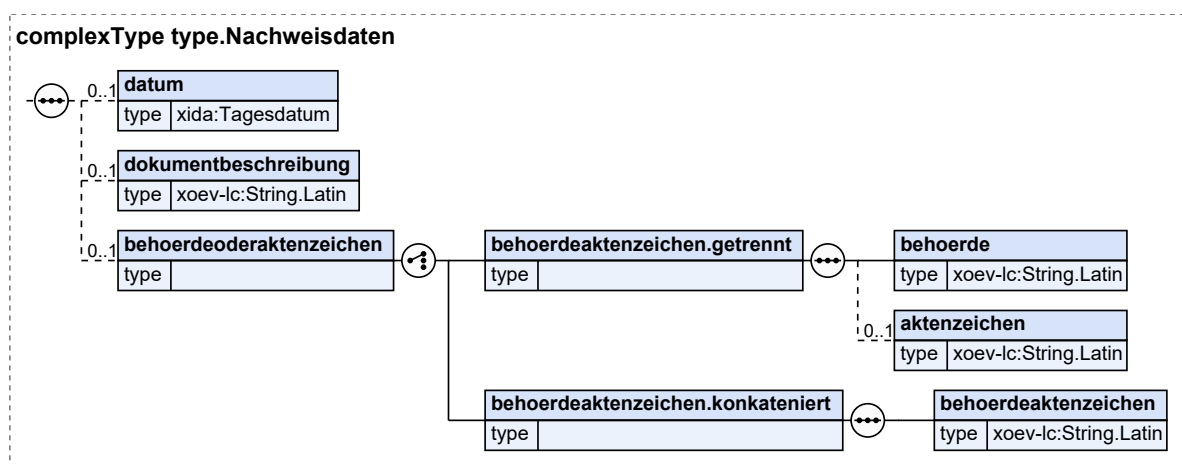 complexType type.Nachweisdaten
0..1 datum
type xida:Tagesdatum
0..1 dokumentbeschreibung
type xoev-lc:String.Latin
0..1 behoerdeoderaktenzeichen
type
behoerdeaktenzeichen.getrennt
type
behoerde
type xoev-lc:String.Latin
0..1 aktenzeichen
type xoev-lc:String.Latin
behoerdeaktenzeichen.konkateniert
type
behoerdeaktenzeichen
type xoev-lc:String.Latin